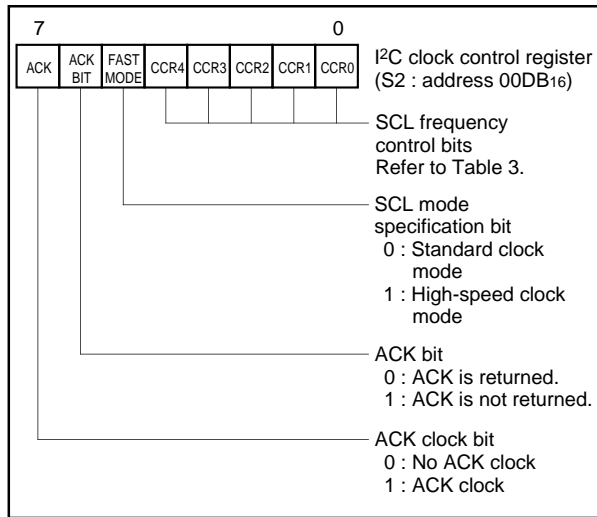 7 0
ACK ACK BIT FAST MODE CCR4 CCR3 CCR2 CCR1 CCR0
I²C clock control register
(S2 : address 00DB₁₆)
SCL frequency
control bits
Refer to Table 3.
SCL mode
specification bit
0 : Standard clock
mode
1 : High-speed clock
mode
ACK bit
0 : ACK is returned.
1 : ACK is not returned.
ACK clock bit
0 : No ACK clock
1 : ACK clock